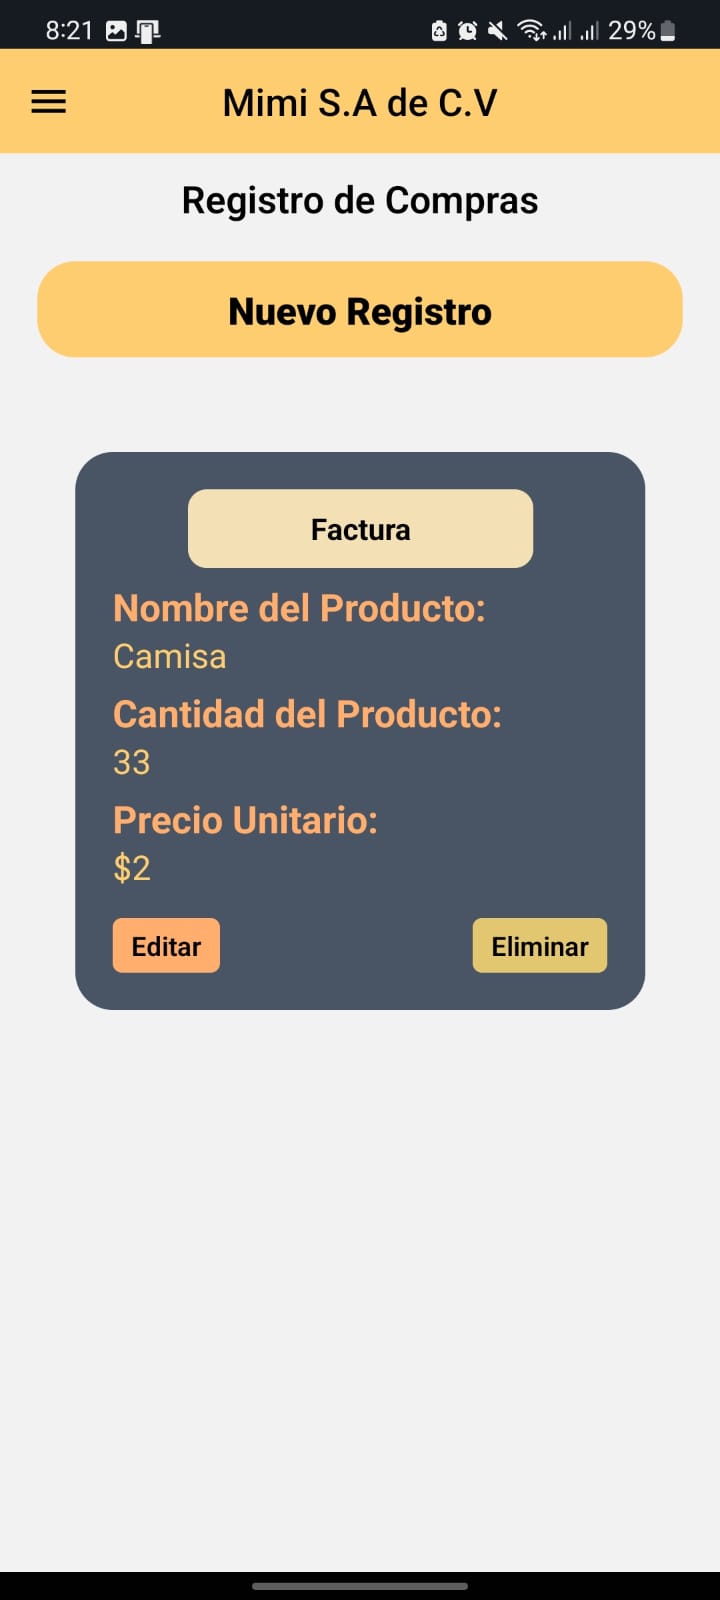 8:21 29%
Mimi S.A de C.V
Registro de Compras
Nuevo Registro
Factura
Nombre del Producto:
Camisa
Cantidad del Producto:
33
Precio Unitario:
$2
Editar Eliminar